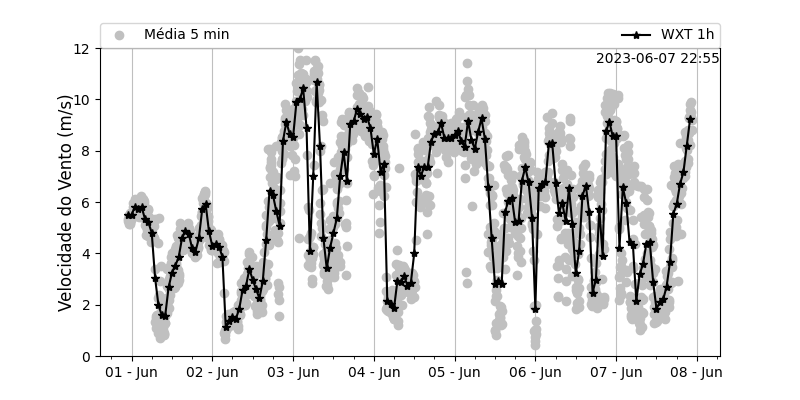 Média 5 min
WXT 1h
2023-06-07 22:55
Velocidade do Vento (m/s)
12
10
8
6
4
2
0
01 - Jun
02 - Jun
03 - Jun
04 - Jun
05 - Jun
06 - Jun
07 - Jun
08 - Jun